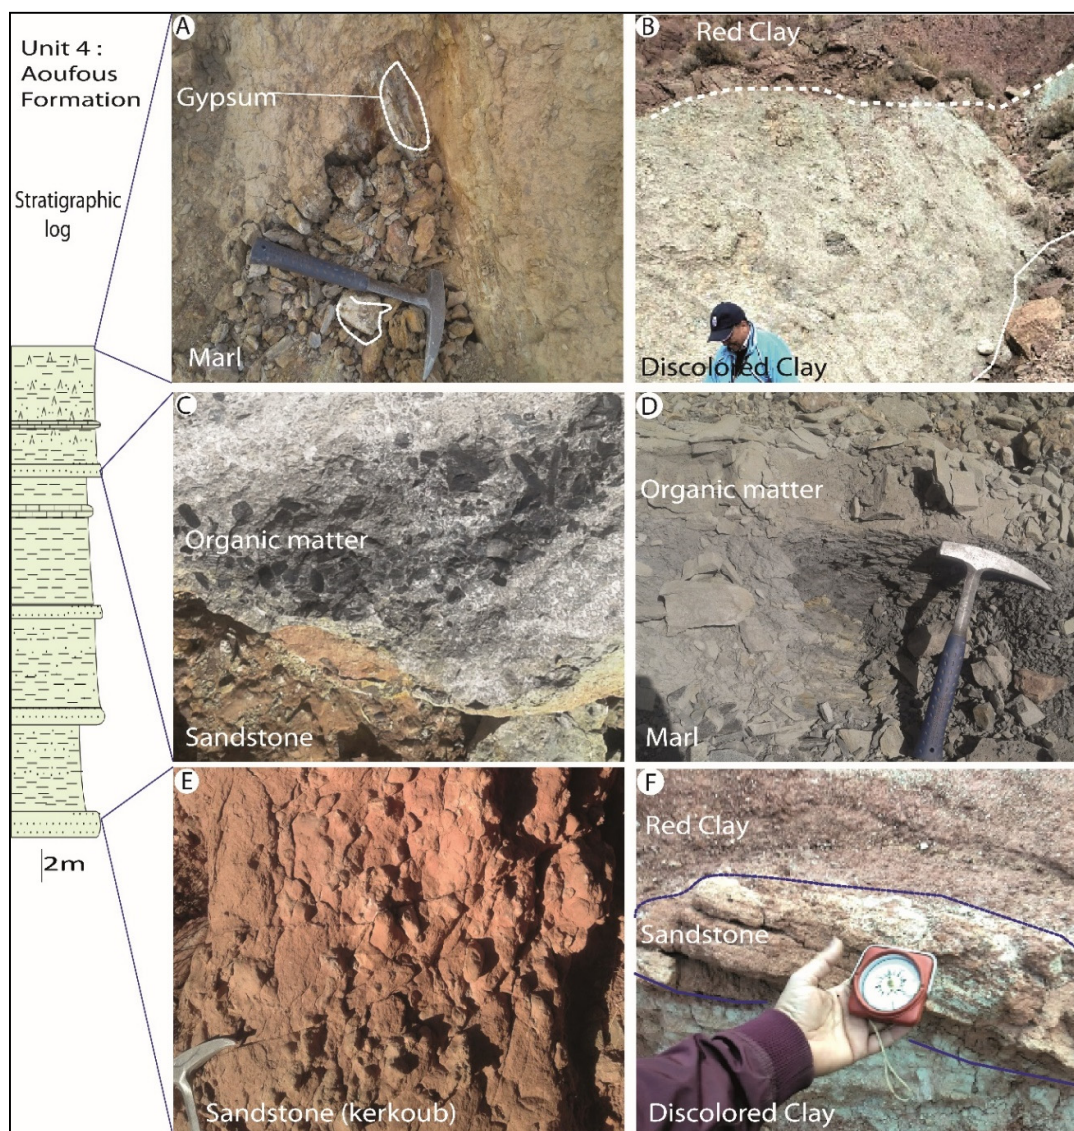 Unit 4 :
Aoufous
Formation
Stratigraphic
log
2m
A
Gypsum
Marl
B
Red Clay
Discolored Clay
C
Organic matter
Sandstone
D
Organic matter
Marl
E
Sandstone (kerkoub)
F
Red Clay
Sandstone
Discolored Clay